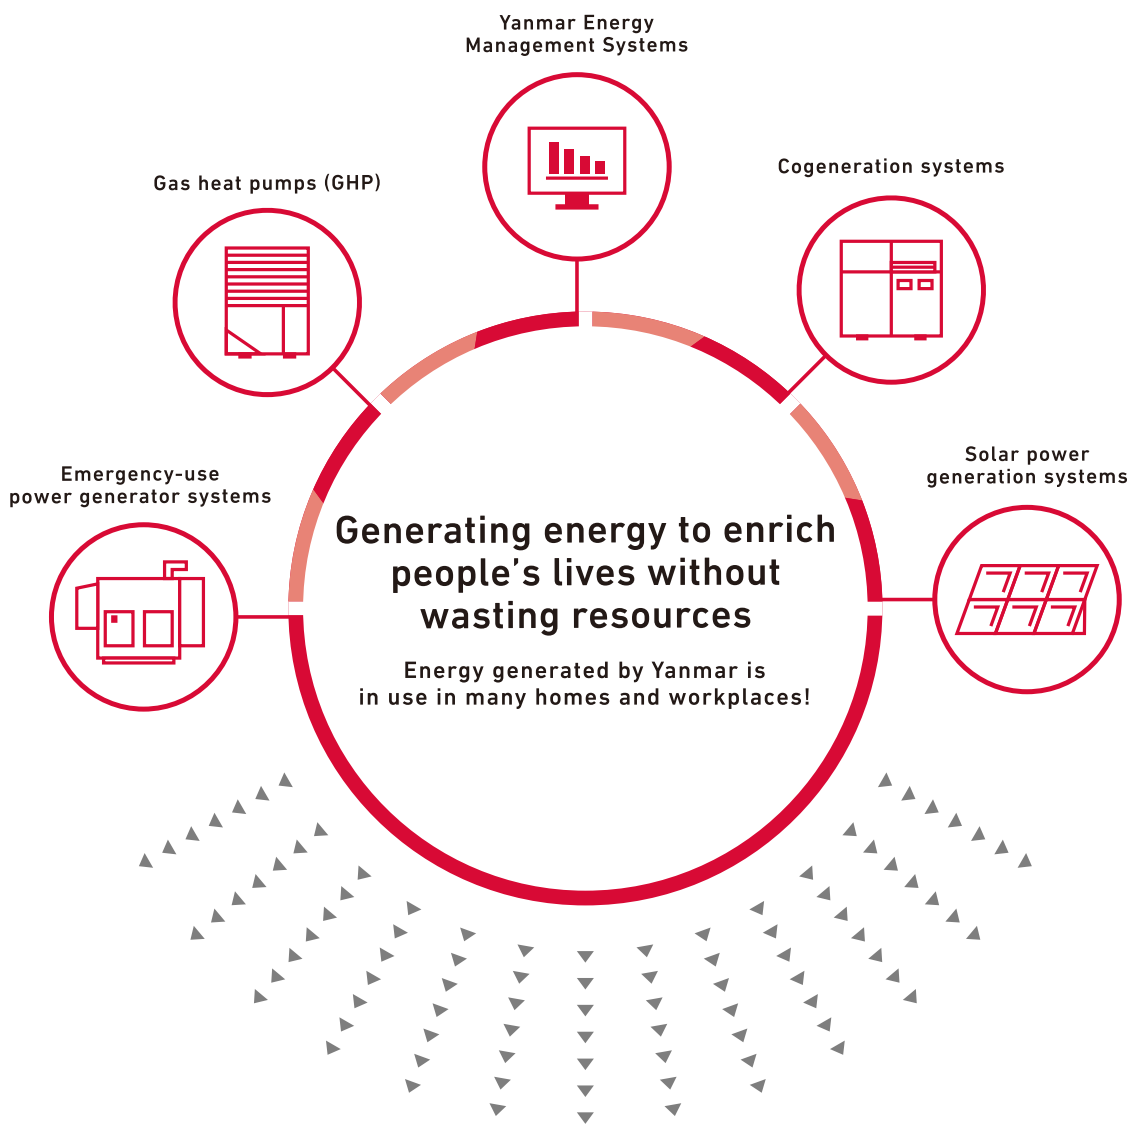 Yanmar Energy
Management Systems
Cogeneration systems
Gas heat pumps (GHP)
Solar power
generation systems
Emergency-use
power generator systems
Generating energy to enrich
people’s lives without
wasting resources
Energy generated by Yanmar is
in use in many homes and workplaces!